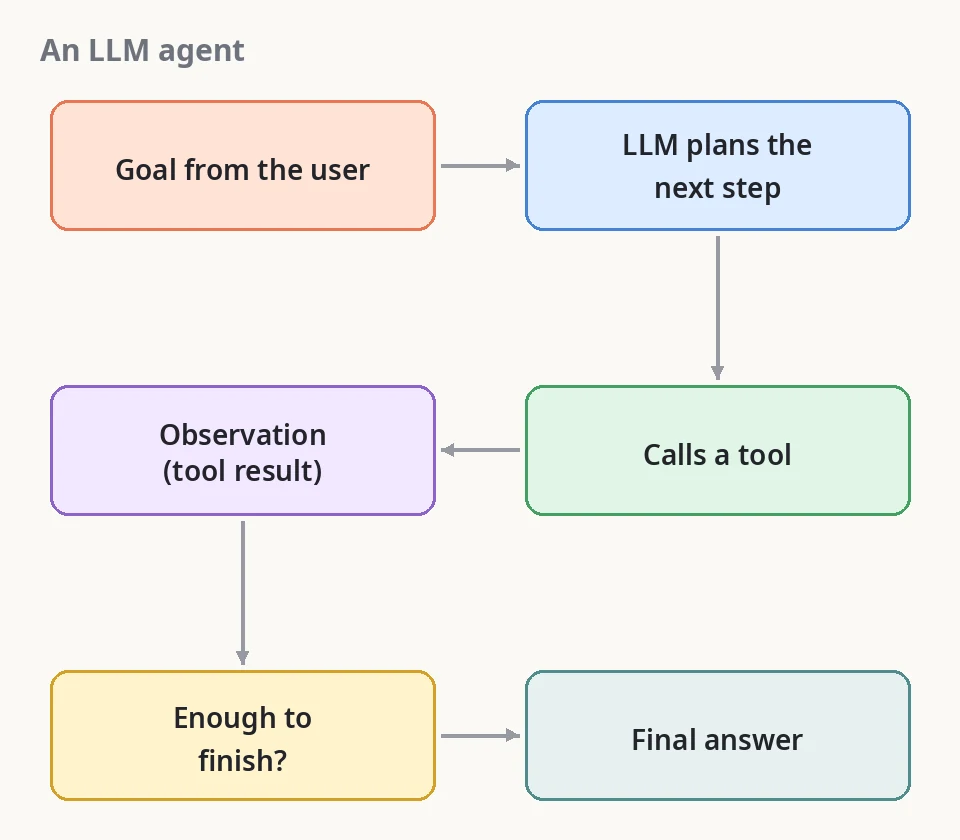 An LLM agent
Goal from the user
LLM plans the
next step
Calls a tool
Observation
(tool result)
Enough to
finish?
Final answer